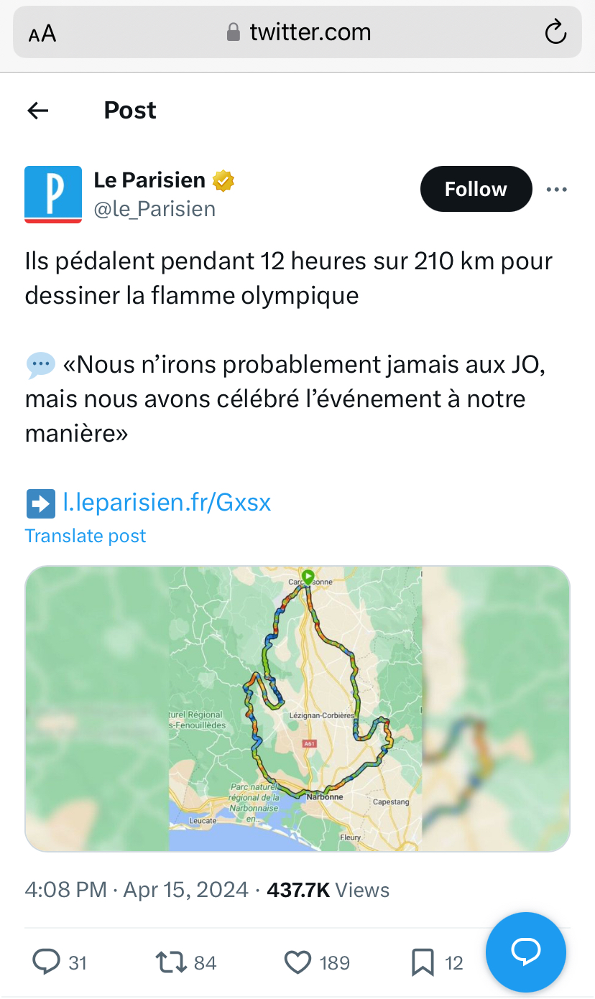 AA twitter.com
Post
P
Le Parisien
@le_Parisien
Follow
Ils pédalent pendant 12 heures sur 210 km pour
dessiner la flamme olympique
«Nous n’irons probablement jamais aux JO,
mais nous avons célébré l’événement à notre
manière»
l.leparisien.fr/Gxsx
Translate post
Lézignan-Corbières
turel Régional
s-Fenouillèdes
A61
Parc naturel
régional de la
Narbonnaise
en...
Narbonne
Capestang
Leucate
Fleury
4:08 PM · Apr 15, 2024 · 437.7K Views
31
84
189
12